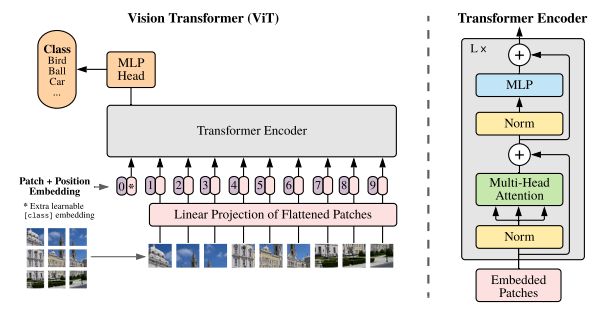 Vision Transformer (ViT)
Class
Bird
Ball
Car
...
MLP
Head
Transformer Encoder
Patch + Position
Embedding
* Extra learnable
[class] embedding
0 * 1 2 3 4 5 6 7 8 9
Linear Projection of Flattened Patches
Transformer Encoder
L x
+
MLP
Norm
+
Multi-Head
Attention
Norm
Embedded
Patches